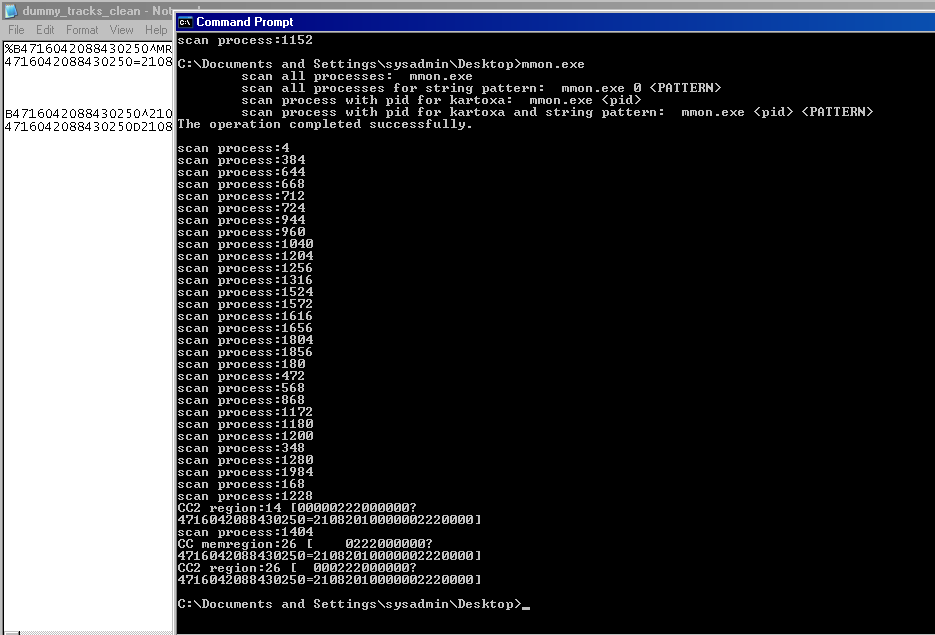 dummy_tracks_clean - Not
File Edit Format View Help
%B4716042088430250^MR
4716042088430250=2108
B4716042088430250^210
4716042088430250D2108
Command Prompt
scan process:1152
C:\Documents and Settings\sysadmin\Desktop>mmon.exe
scan all processes: mmon.exe
scan all processes for string pattern: mmon.exe 0 <PATTERN>
scan process with pid for kartoxa: mmon.exe <pid>
scan process with pid for kartoxa and string pattern: mmon.exe <pid> <PATTERN>
The operation completed successfully.
scan process:4
scan process:384
scan process:644
scan process:668
scan process:712
scan process:724
scan process:944
scan process:960
scan process:1040
scan process:1204
scan process:1256
scan process:1316
scan process:1524
scan process:1572
scan process:1616
scan process:1656
scan process:1804
scan process:1856
scan process:180
scan process:472
scan process:568
scan process:868
scan process:1172
scan process:1180
scan process:1200
scan process:348
scan process:1280
scan process:1984
scan process:168
scan process:1228
CC2 region:14 [00000222000000?
4716042088430250=21082010000002220000]
scan process:1404
CC memregion:26 [    0222000000?
4716042088430250=21082010000002220000]
CC2 region:26 [  000222000000?
4716042088430250=21082010000002220000]
C:\Documents and Settings\sysadmin\Desktop>_